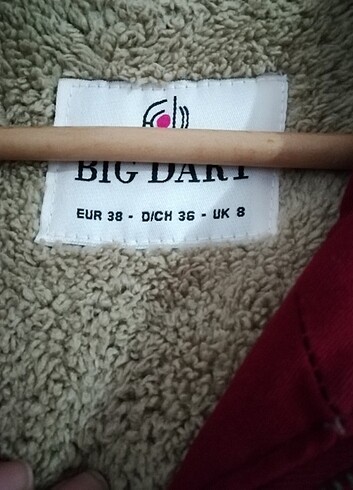 BIG DART
EUR 38 - D/CH 36 - UK 8